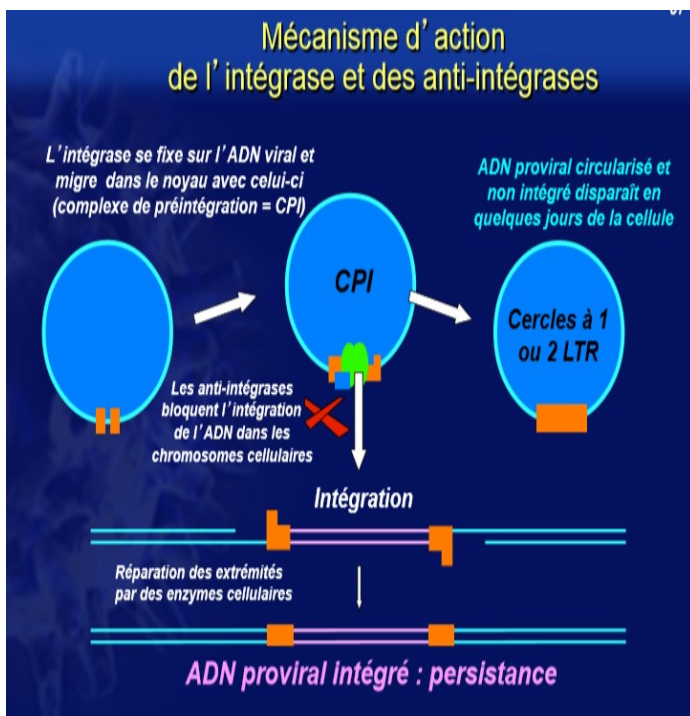 Mécanisme d'action
de l'intégrase et des anti-intégrases
L'intégrase se fixe sur l'ADN viral et
migre dans le noyau avec celui-ci
(complexe de préintégration = CPI)
ADN proviral circularisé et
non intégré disparaît en
quelques jours de la cellule
CPI
Cercles à 1
ou 2 LTR
Les anti-intégrases
bloquent l'intégration
de l'ADN dans les
chromosomes cellulaires
Intégration
Réparation des extrémités
par des enzymes cellulaires
ADN proviral intégré : persistance